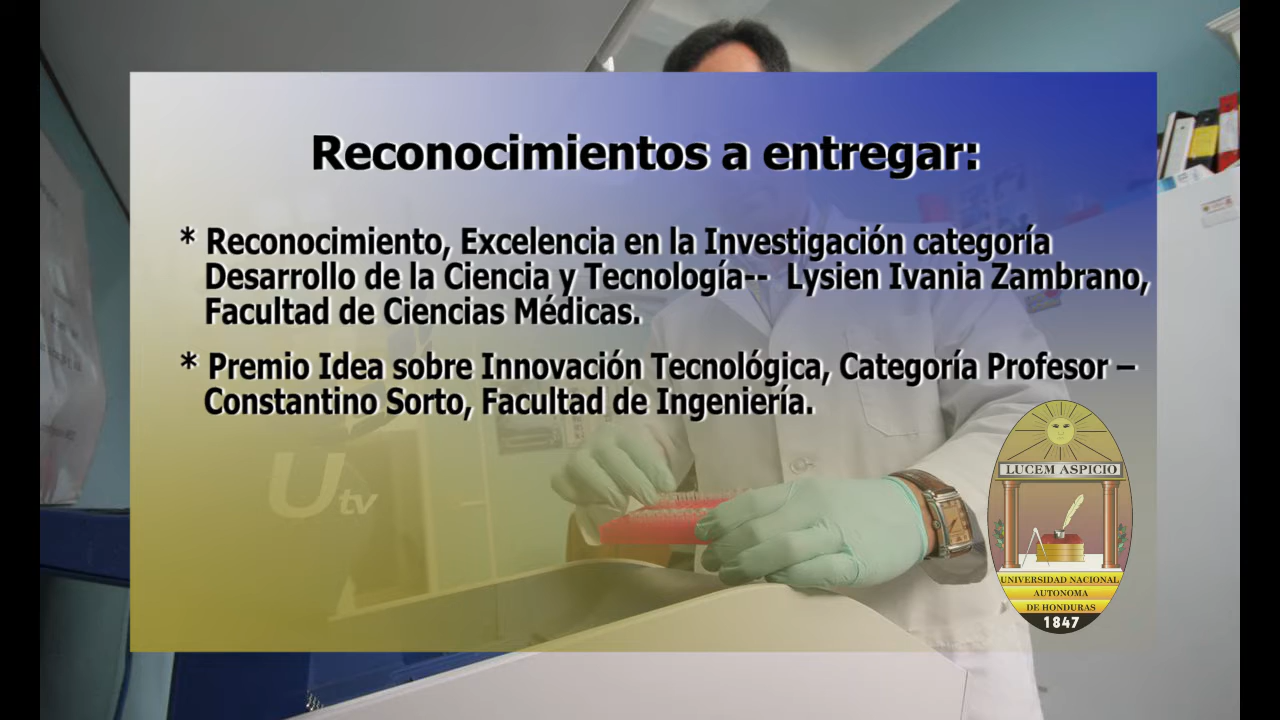 Reconocimientos a entregar:
* Reconocimiento, Excelencia en la Investigación categoría
Desarrollo de la Ciencia y Tecnología-- Lysien Ivania Zambrano,
Facultad de Ciencias Médicas.
* Premio Idea sobre Innovación Tecnológica, Categoría Profesor –
Constantino Sorto, Facultad de Ingeniería.
Utv
LUCEM ASPICIO
UNIVERSIDAD NACIONAL
AUTONOMA
DE HONDURAS
1847